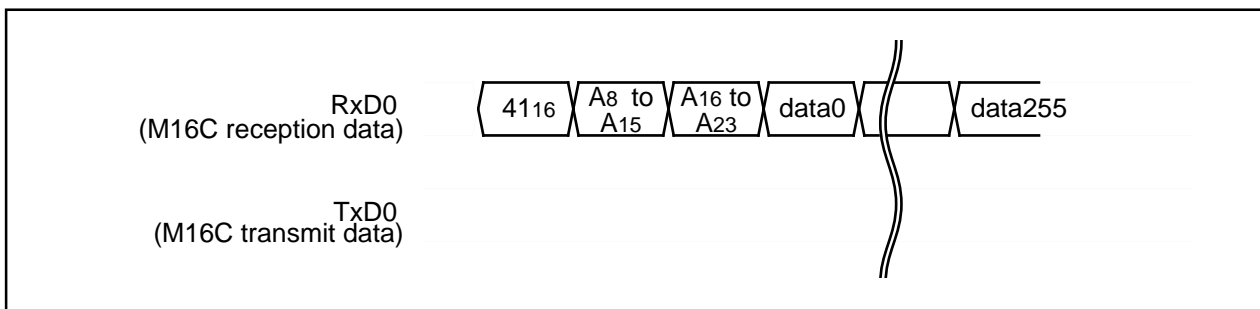 RxD0
(M16C reception data)
4116
A8 to
A15
A16 to
A23
data0
data255
TxD0
(M16C transmit data)